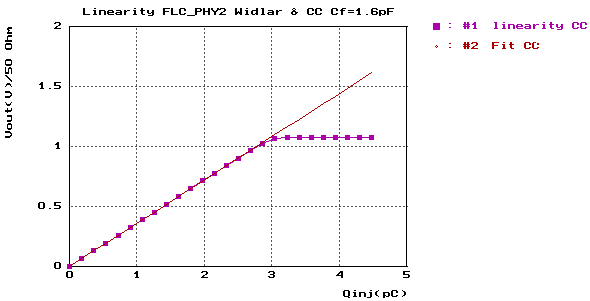 Linearity FLC_PHY2 Widlar & CC Cf=1.6pF
: #1 linearity CC
: #2 Fit CC
Vout(V)/50 Ohm
2
1.5
1
0.5
0
0 1 2 3 4 5
Qinj(pC)